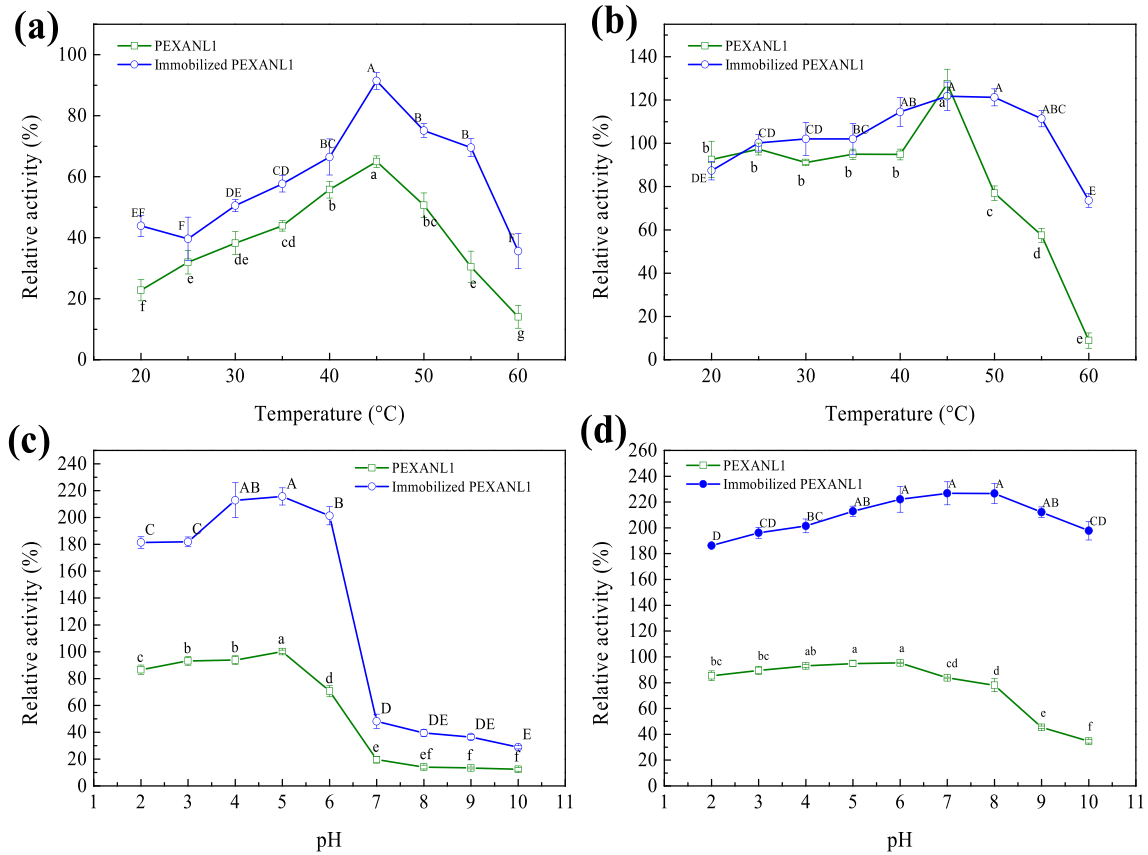 (a)
PEXANL1
Immobilized PEXANL1
Relative activity (%)
100
80
60
40
20
0
EF
F
DE
CD
BC
A
B
B
f
e
de
cd
b
a
bc
e
g
20
30
40
50
60
Temperature (°C)
(b)
PEXANL1
Immobilized PEXANL1
Relative activity (%)
140
120
100
80
60
40
20
0
DE
CD
CD
BC
AB
A
A
ABC
E
b
b
b
b
b
a
c
d
e
20
30
40
50
60
Temperature (°C)
(c)
PEXANL1
Immobilized PEXANL1
Relative activity (%)
240
220
200
180
160
140
120
100
80
60
40
20
0
C
C
AB
A
B
D
DE
DE
E
c
b
b
a
d
e
ef
f
f
1
2
3
4
5
6
7
8
9
10
11
pH
(d)
PEXANL1
Immobilized PEXANL1
Relative activity (%)
260
240
220
200
180
160
140
120
100
80
60
40
20
0
D
CD
BC
AB
A
A
A
AB
CD
bc
bc
ab
a
a
cd
d
e
f
1
2
3
4
5
6
7
8
9
10
11
pH